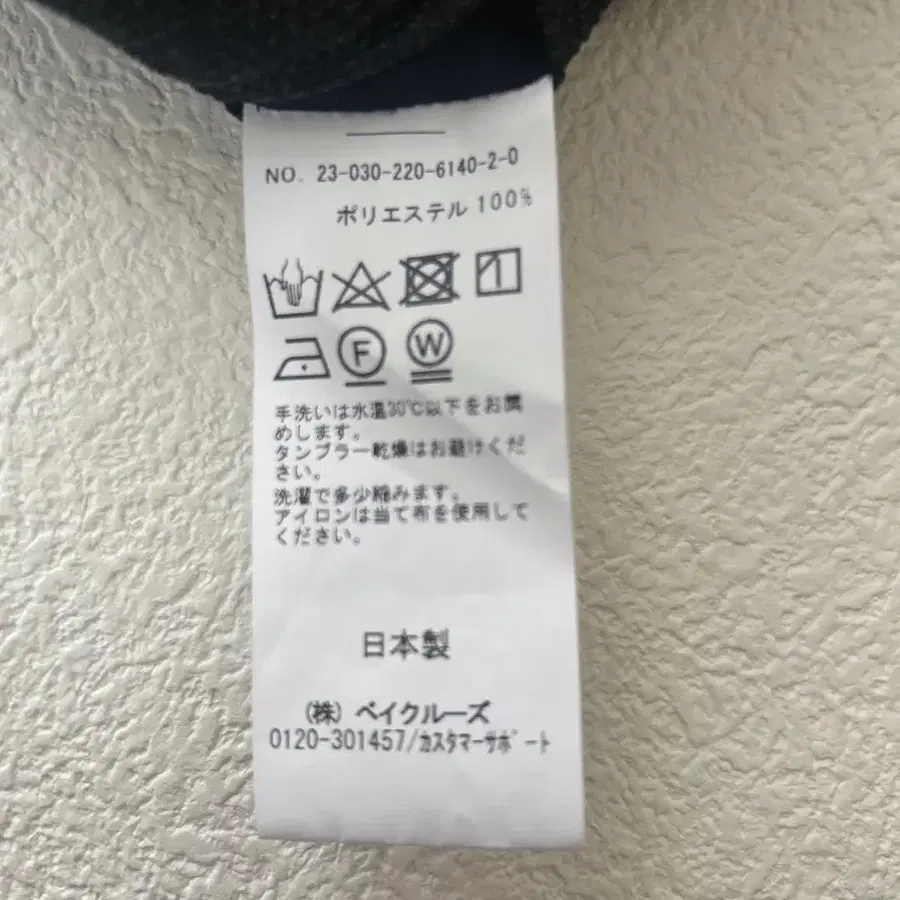 NO. 23-030-220-6140-2-0
ポリエステル 100%
F W
手洗いは水温30℃以下をお薦
めします。
タンブラー乾燥はお避けくだ
さい。
洗濯で多少縮みます。
アイロンは当て布を使用して
ください。
日本製
(株) ベイクルーズ
0120-301457/カスタマーサポート